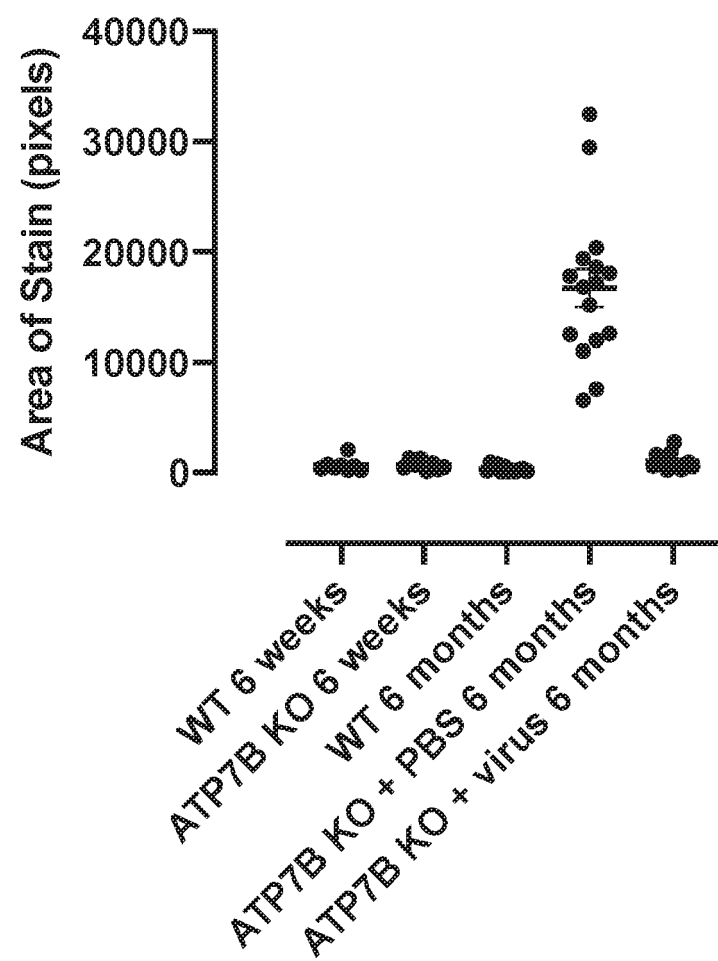 Area of Stain (pixels)
40000
30000
20000
10000
0
WT 6 weeks
ATP7B KO 6 weeks
WT 6 months
ATP7B KO + PBS 6 months
ATP7B KO + virus 6 months